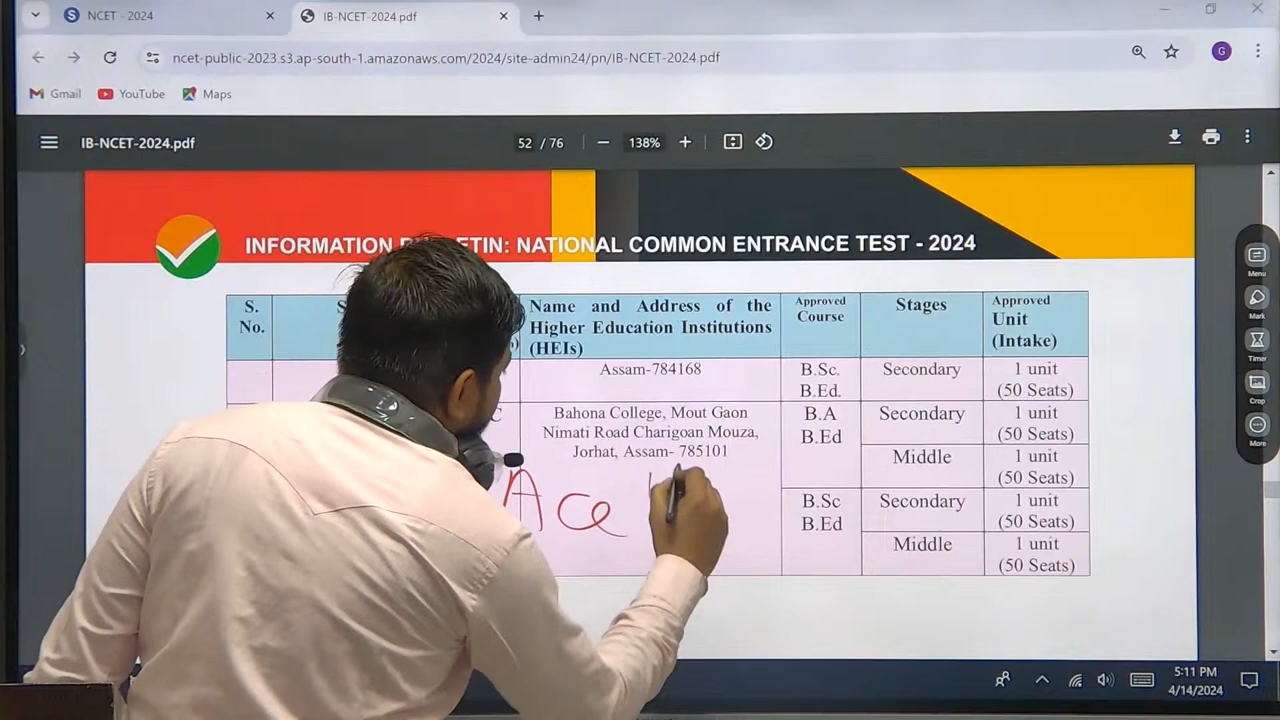 NCET - 2024
IB-NCET-2024.pdf
ncet-public-2023.s3.ap-south-1.amazonaws.com/2024/site-admin24/pn/IB-NCET-2024.pdf
G
Gmail
YouTube
Maps
IB-NCET-2024.pdf
52 / 76
138%
INFORMATION NATIONAL COMMON ENTRANCE TEST - 2024
S. No.
Name and Address of the Higher Education Institutions (HEIs)
Approved Course
Stages
Approved Unit (Intake)
Assam-784168
B.Sc. B.Ed.
Secondary
1 unit (50 Seats)
Bahona College, Mout Gaon
Nimati Road Charigoan Mouza,
Jorhat, Assam- 785101
B.A B.Ed
Secondary
1 unit (50 Seats)
Middle
1 unit (50 Seats)
B.Sc B.Ed
Secondary
1 unit (50 Seats)
Middle
1 unit (50 Seats)
Ace
Menu
Mark
Timer
Crop
More
5:11 PM
4/14/2024